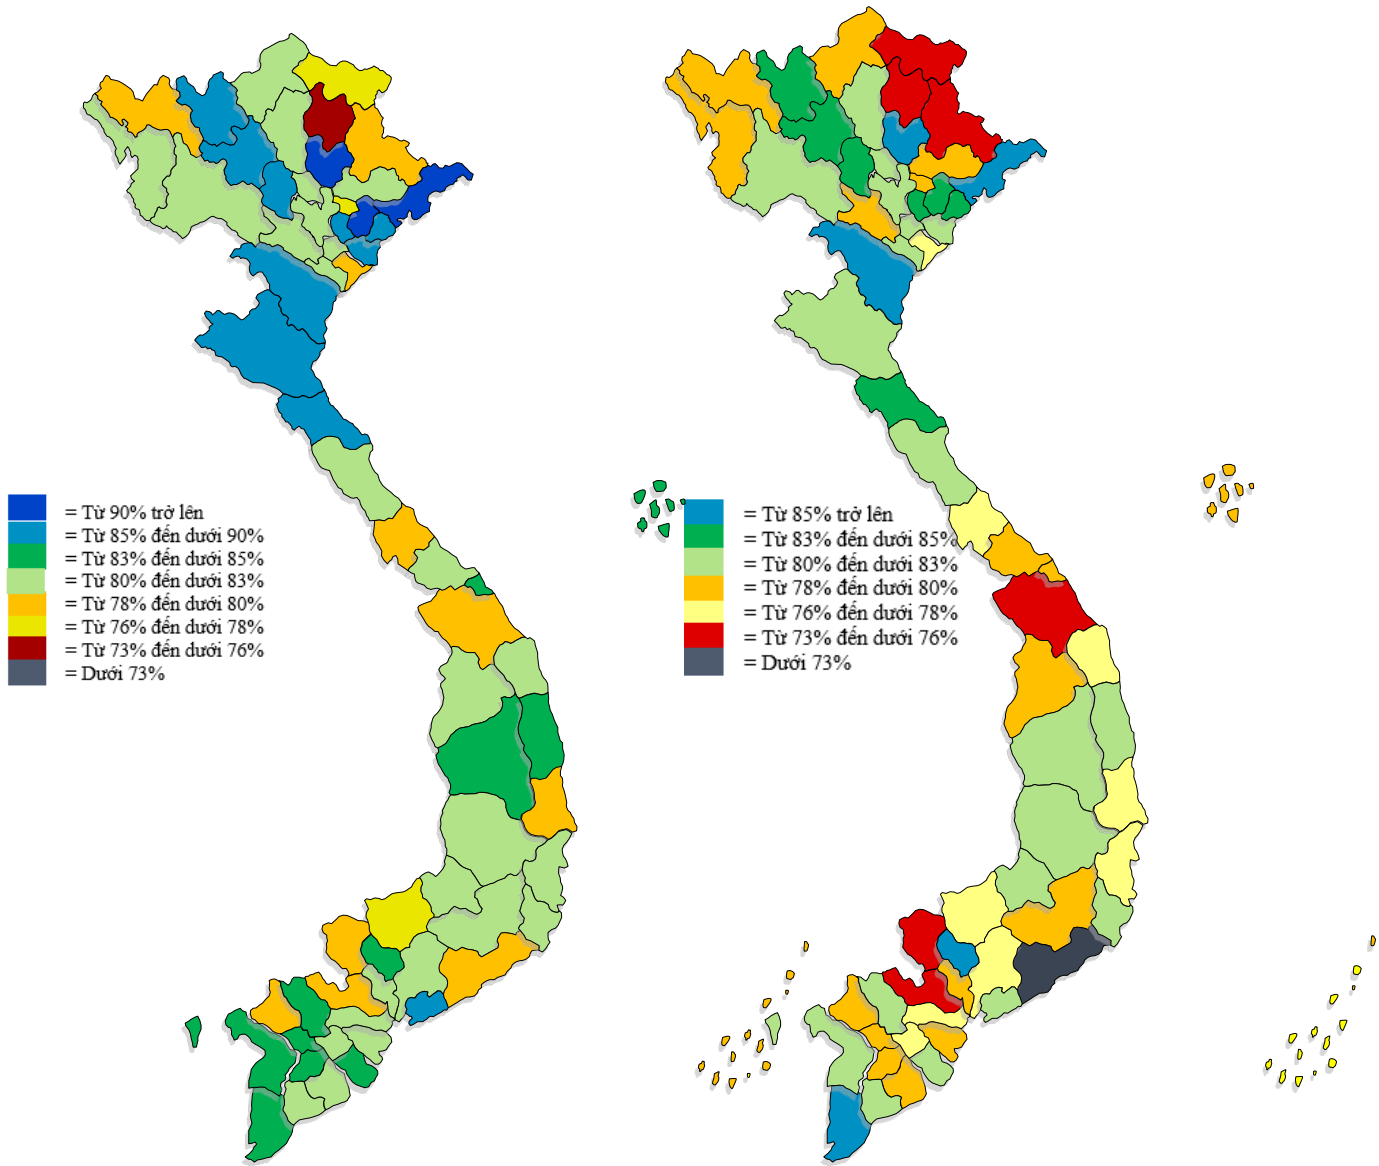 = Từ 90% trở lên
= Từ 85% đến dưới 90%
= Từ 83% đến dưới 85%
= Từ 80% đến dưới 83%
= Từ 78% đến dưới 80%
= Từ 76% đến dưới 78%
= Từ 73% đến dưới 76%
= Dưới 73%
= Từ 85% trở lên
= Từ 83% đến dưới 85%
= Từ 80% đến dưới 83%
= Từ 78% đến dưới 80%
= Từ 76% đến dưới 78%
= Từ 73% đến dưới 76%
= Dưới 73%